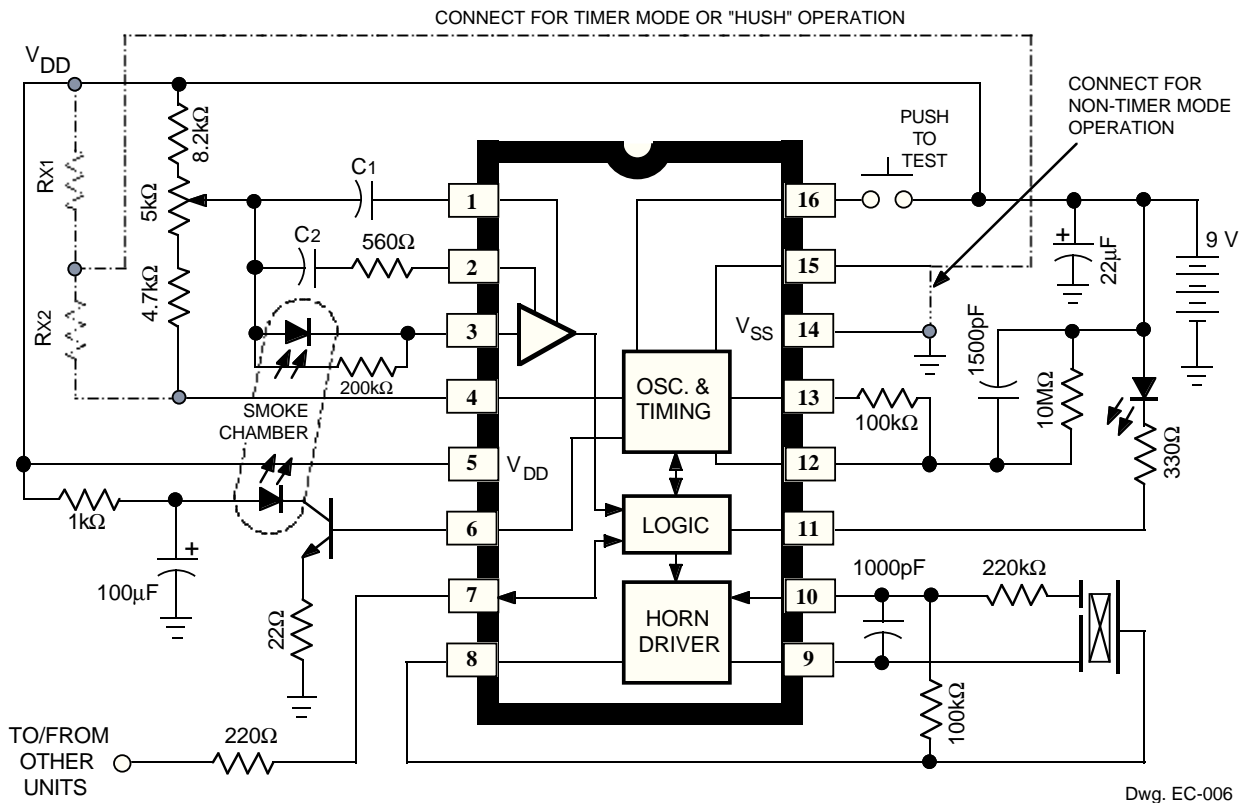 CONNECT FOR TIMER MODE OR "HUSH" OPERATION
VDD
CONNECT FOR
NON-TIMER MODE
OPERATION
PUSH
TO
TEST
8.2kΩ
RX1
5kΩ
C1
1
16
9 V
C2
560Ω
2
15
22µF
+
4.7kΩ
RX2
3
VSS
14
1500pF
200kΩ
OSC. &
TIMING
4
13
100kΩ
10MΩ
SMOKE
CHAMBER
330Ω
5
VDD
12
1kΩ
6
LOGIC
11
+
100µF
1000pF
220kΩ
7
10
22Ω
HORN
DRIVER
8
9
100kΩ
TO/FROM
OTHER
UNITS
220Ω
Dwg. EC-006